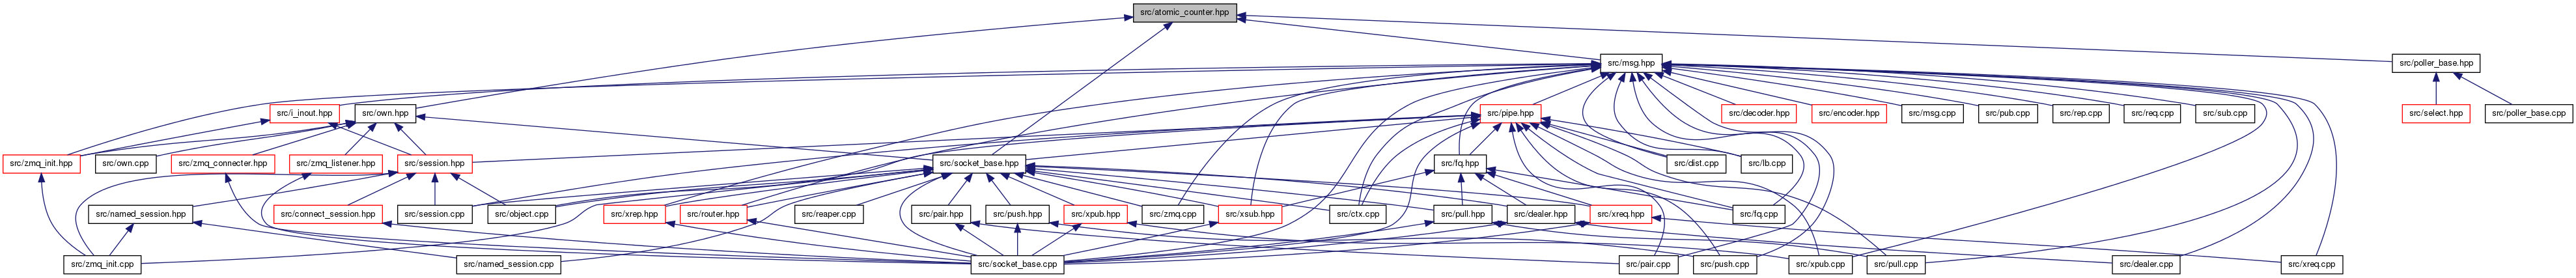 src/atomic_counter.hpp
src/msg.hpp
src/poller_base.hpp
src/i_inout.hpp
src/own.hpp
src/pipe.hpp
src/decoder.hpp
src/encoder.hpp
src/msg.cpp
src/pub.cpp
src/rep.cpp
src/req.cpp
src/sub.cpp
src/select.hpp
src/poller_base.cpp
src/zmq_init.hpp
src/own.cpp
src/zmq_connecter.hpp
src/zmq_listener.hpp
src/session.hpp
src/socket_base.hpp
src/fq.hpp
src/dist.cpp
src/lb.cpp
src/named_session.hpp
src/connect_session.hpp
src/session.cpp
src/object.cpp
src/xrep.hpp
src/router.hpp
src/reaper.cpp
src/pair.hpp
src/push.hpp
src/xpub.hpp
src/zmq.cpp
src/xsub.hpp
src/ctx.cpp
src/pull.hpp
src/dealer.hpp
src/xreq.hpp
src/fq.cpp
src/zmq_init.cpp
src/named_session.cpp
src/socket_base.cpp
src/pair.cpp
src/push.cpp
src/xpub.cpp
src/pull.cpp
src/dealer.cpp
src/xreq.cpp